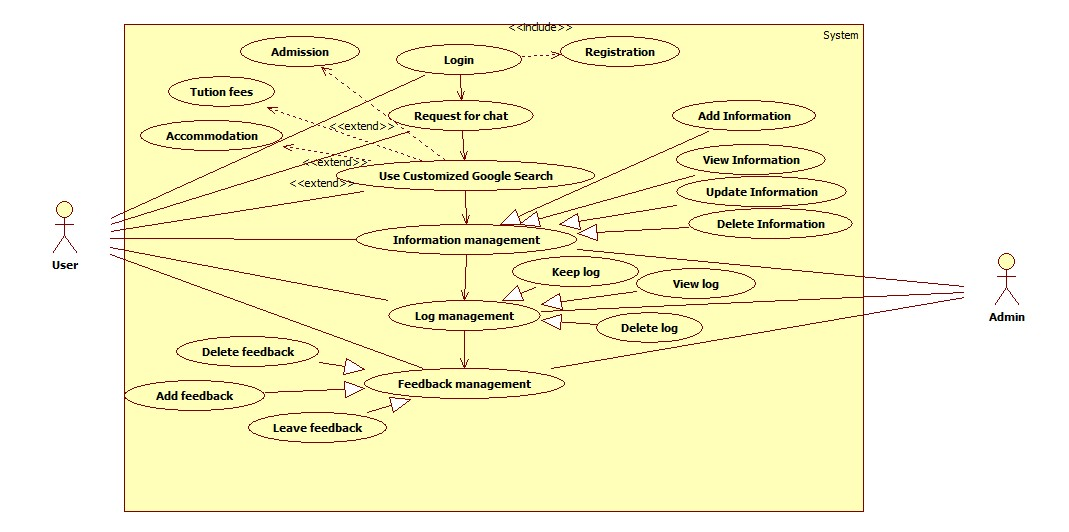 <<include>>
System
Admission
Login
Registration
Tution fees
Request for chat
Add Information
<<extend>>
Accommodation
View Information
<<extend>>
Use Customized Google Search
<<extend>>
Update Information
Delete Information
User
Information management
Keep log
View log
Admin
Log management
Delete log
Delete feedback
Feedback management
Add feedback
Leave feedback